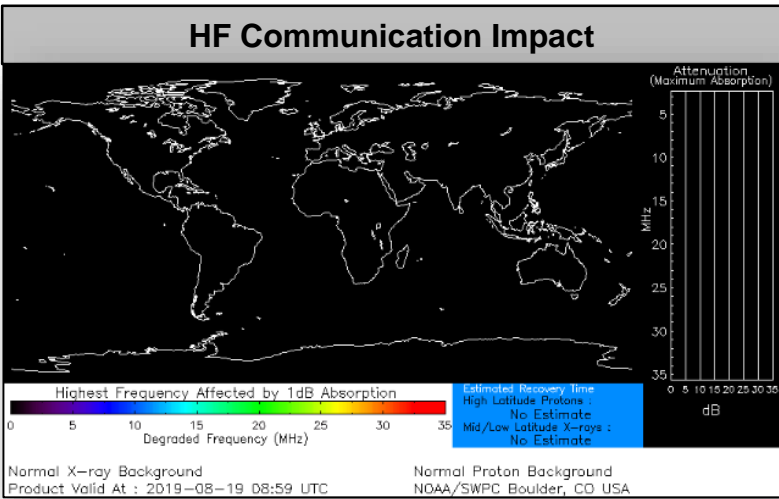 HF Communication Impact
Attenuation
(Maximum Absorption)
5
10
15
20
25
30
35
MHz
0 5 10 15 20 25 30 35
dB
Highest Frequency Affected by 1dB Absorption
0 5 10 15 20 25 30 35
Degraded Frequency (MHz)
Estimated Recovery Time
High Latitude Protons :
No Estimate
Mid/Low Latitude X-rays :
No Estimate
Normal X-ray Background
Normal Proton Background
Product Valid At : 2019-08-19 08:59 UTC
NOAA/SWPC Boulder, CO USA